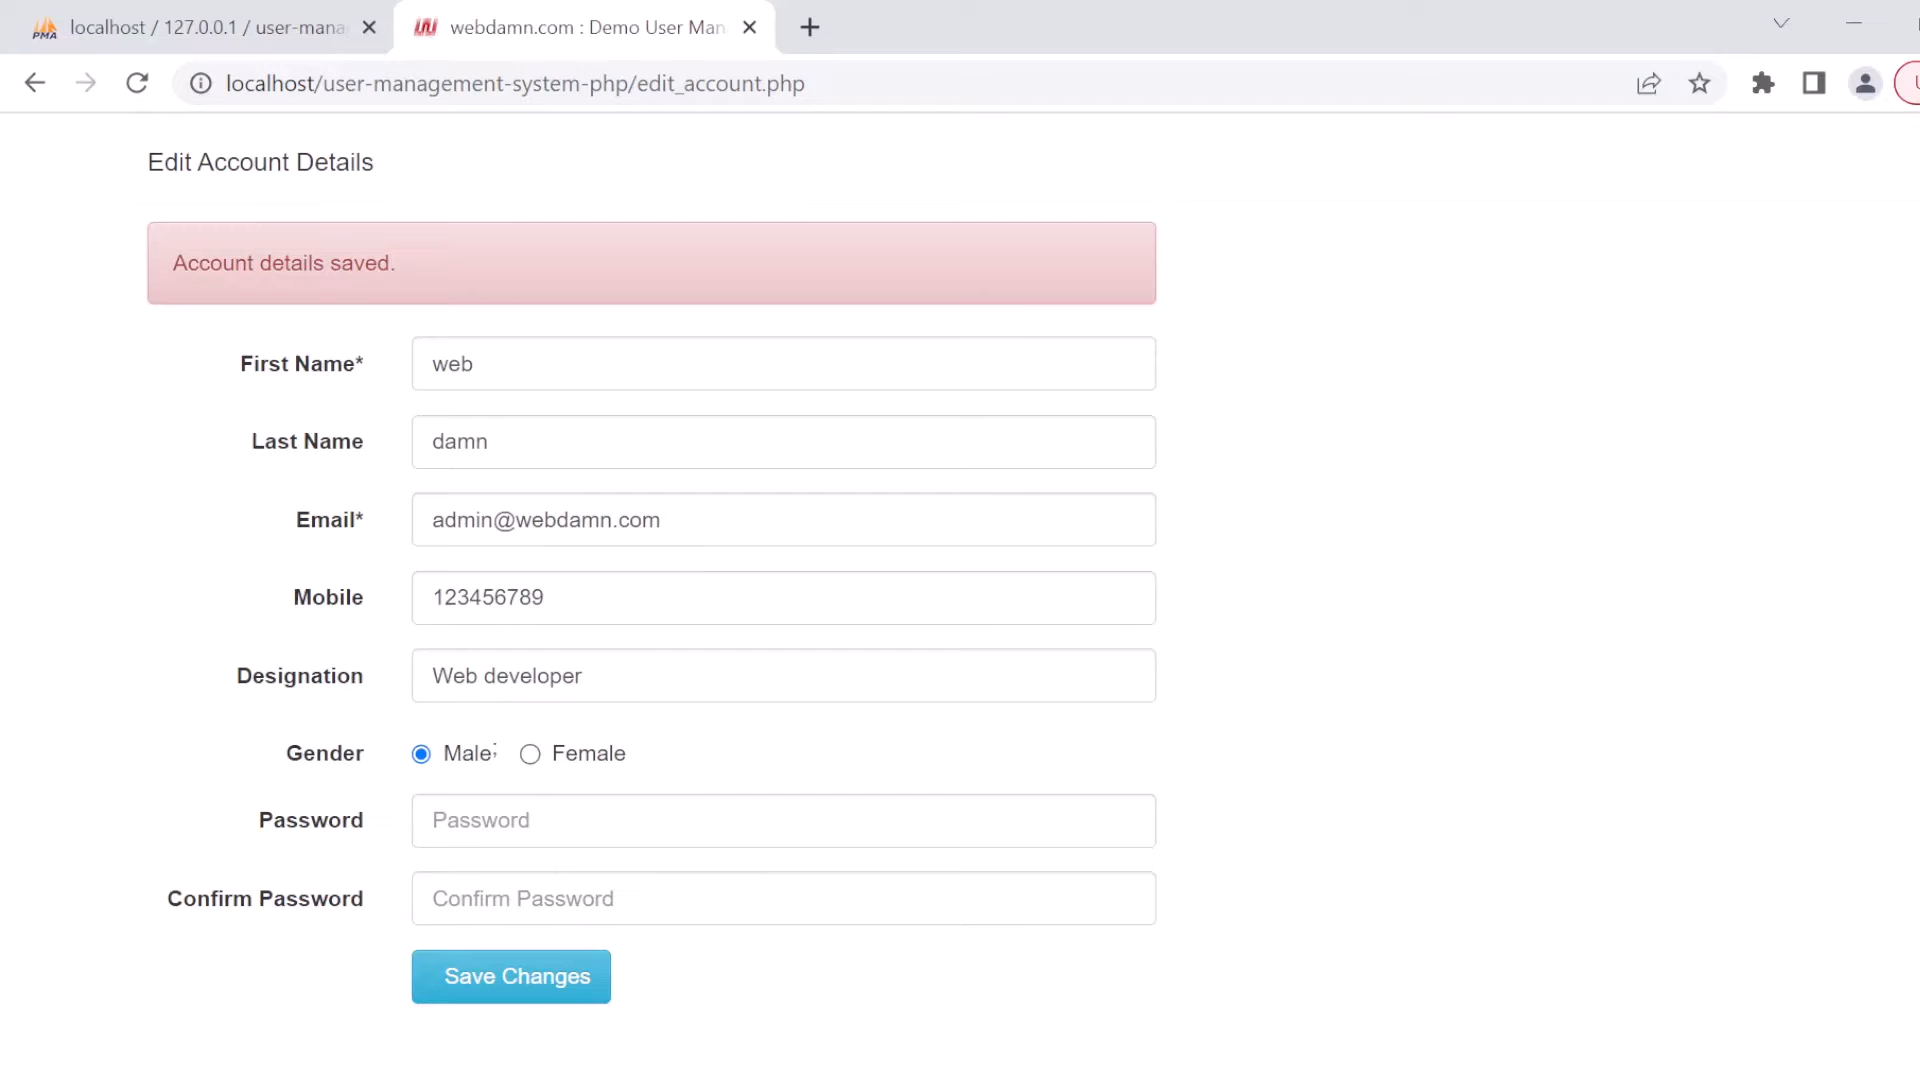 PMA
localhost / 127.0.0.1 / user-mana
webdamn.com : Demo User Man
localhost/user-management-system-php/edit_account.php
Edit Account Details
Account details saved.
First Name*
web
Last Name
damn
Email*
admin@webdamn.com
Mobile
123456789
Designation
Web developer
Gender
Male; Female
Password
Password
Confirm Password
Confirm Password
Save Changes